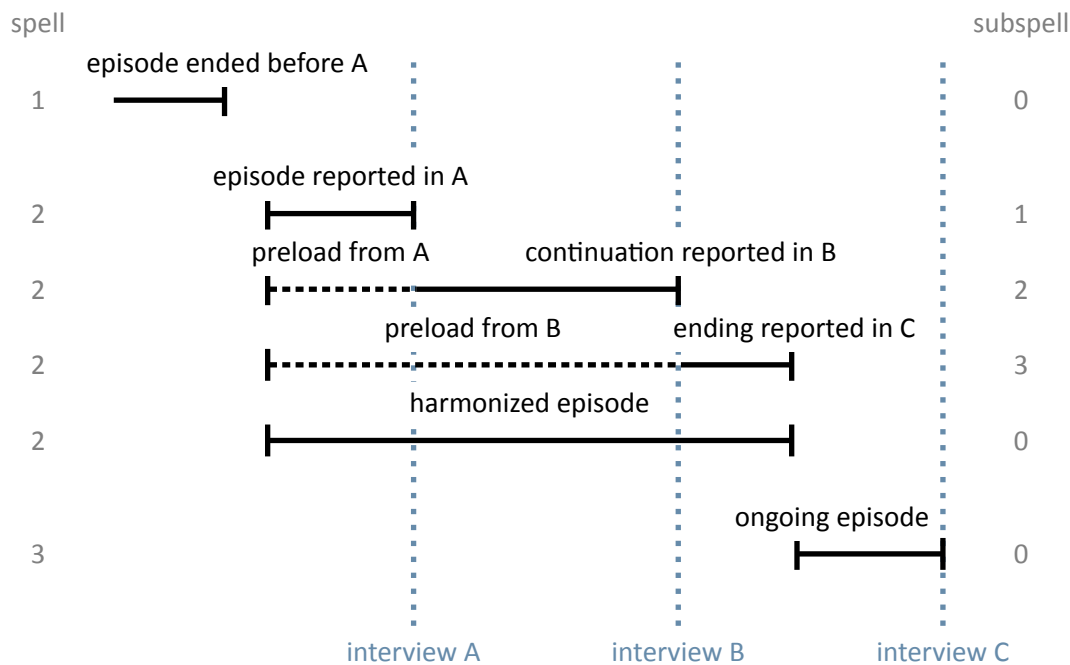 spell subspell
episode ended before A
1 0
episode reported in A
2 1
preload from A continuation reported in B
2 2
preload from B ending reported in C
2 3
harmonized episode
2 0
ongoing episode
3 0
interview A interview B interview C